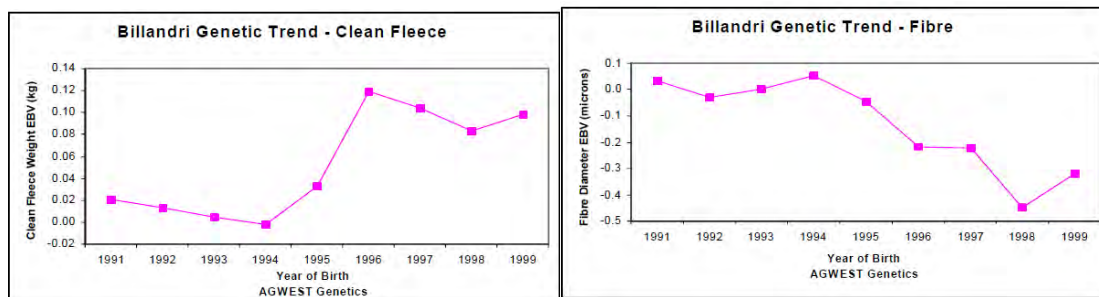 Billandri Genetic Trend - Clean Fleece
Clean Fleece Weight EBV (kg)
0.14
0.12
0.10
0.08
0.06
0.04
0.02
0.00
-0.02
1991 1992 1993 1994 1995 1996 1997 1998 1999
Year of Birth
AGWEST Genetics
Billandri Genetic Trend - Fibre
Fibre Diameter EBV (microns)
0.1
0.0
-0.1
-0.2
-0.3
-0.4
-0.5
1991 1992 1993 1994 1995 1996 1997 1998 1999
Year of Birth
AGWEST Genetics